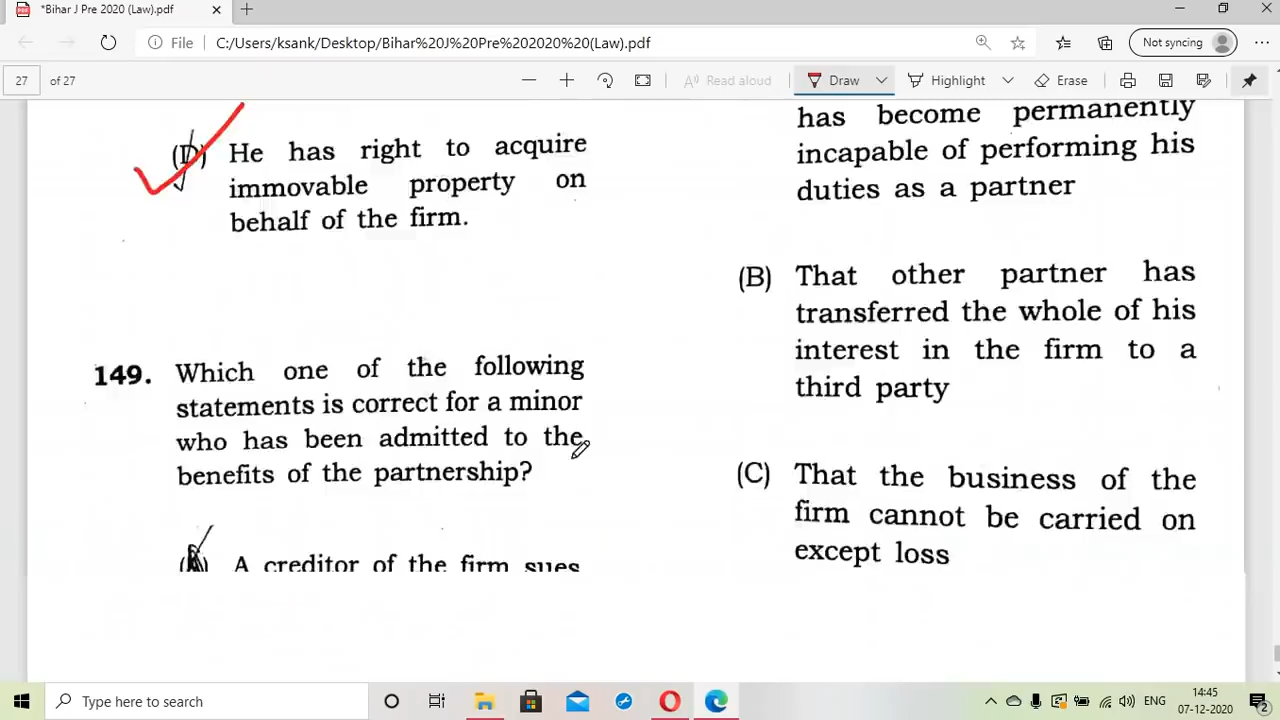 *Bihar J Pre 2020 (Law).pdf
File
C:/Users/ksank/Desktop/Bihar%20J%20Pre%202020%20(Law).pdf
Not syncing
27 of 27
Read aloud
Draw
Highlight
Erase
(D) He has right to acquire
immovable property on
behalf of the firm.
149. Which one of the following
statements is correct for a minor
who has been admitted to the
benefits of the partnership?
A creditor of the firm sues
has become permanently
incapable of performing his
duties as a partner
(B) That other partner has
transferred the whole of his
interest in the firm to a
third party
(C) That the business of the
firm cannot be carried on
except loss
Type here to search
ENG
14:45
07-12-2020
2